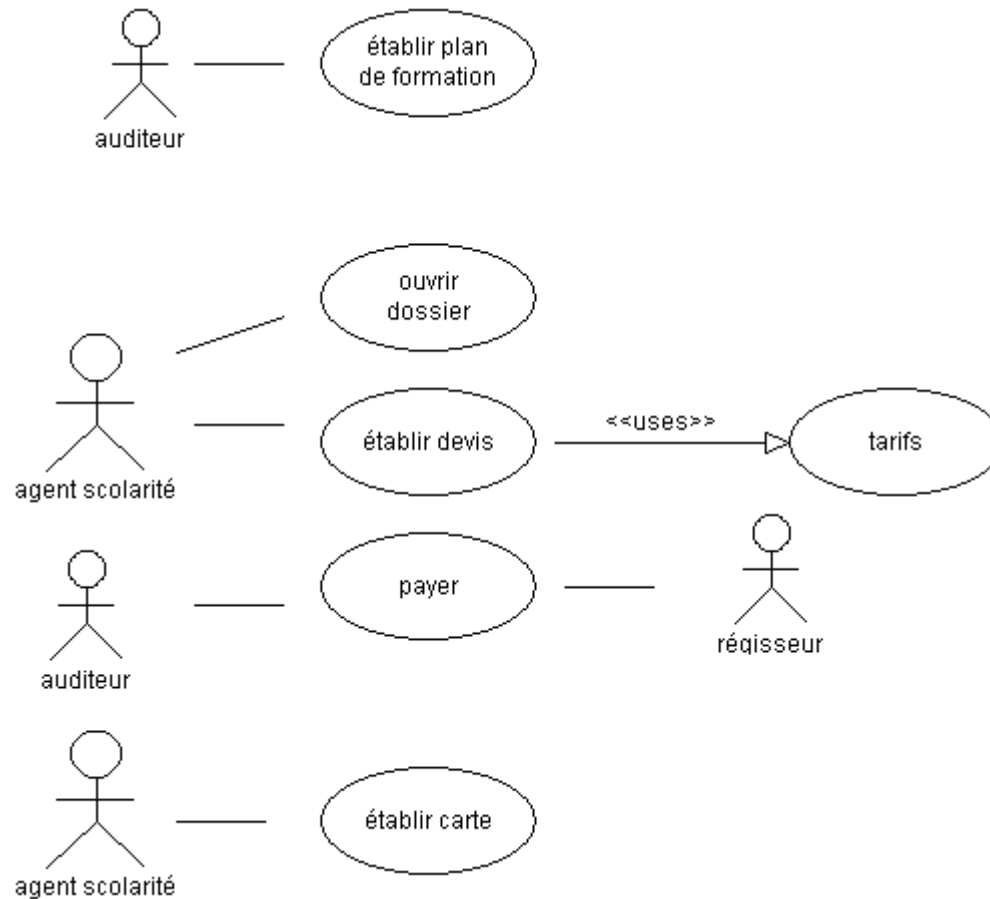 établir plan
de formation
auditeur
ouvrir
dossier
agent scolarité
établir devis
<<uses>>
tarifs
payer
auditeur
régisseur
établir carte
agent scolarité